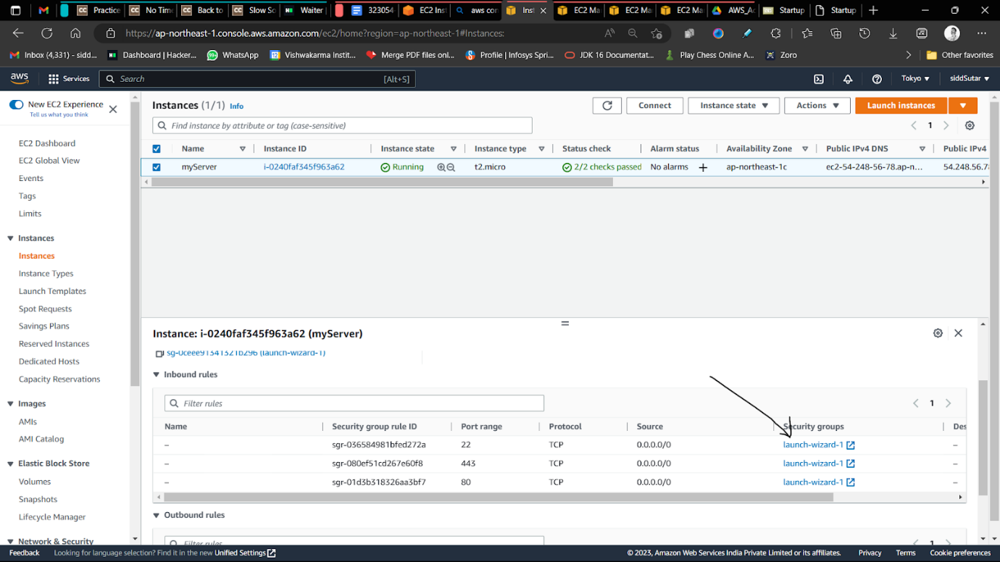 Practice
No Time
Back to
Slow So
Waiter
323054
EC2 Inst
aws con
Inst
EC2 Ma
EC2 Ma
EC2 Ma
AWS_Ac
Startup
Startup
https://ap-northeast-1.console.aws.amazon.com/ec2/home?region=ap-northeast-1#Instances:
Inbox (4,331) - sidd...
Dashboard | Hacker...
WhatsApp
Vishwakarma Instit...
Merge PDF files onl...
Profile | Infosys Spri...
JDK 16 Documentat...
Play Chess Online A...
Zoro
Other favorites
aws
Services
Search
[Alt+S]
Tokyo
siddSutar
New EC2 Experience
Tell us what you think
EC2 Dashboard
EC2 Global View
Events
Tags
Limits
Instances
Instances
Instance Types
Launch Templates
Spot Requests
Savings Plans
Reserved Instances
Dedicated Hosts
Capacity Reservations
Images
AMIs
AMI Catalog
Elastic Block Store
Volumes
Snapshots
Lifecycle Manager
Network & Security
Instances (1/1) Info
Connect
Instance state
Actions
Launch instances
Find instance by attribute or tag (case-sensitive)
1
Name Instance ID Instance state Instance type Status check Alarm status Availability Zone Public IPv4 DNS Public IPv4
myServer i-0240faf345f963a62 Running t2.micro 2/2 checks passed No alarms + ap-northeast-1c ec2-54-248-56-78.ap-n... 54.248.56.78
Instance: i-0240faf345f963a62 (myServer)
sg-0ceee91341321b296 (launch-wizard-1)
Inbound rules
Filter rules
1
Name Security group rule ID Port range Protocol Source Security groups Des
– sgr-036584981bfed272a 22 TCP 0.0.0.0/0 launch-wizard-1 –
– sgr-080ef51cd267e60f8 443 TCP 0.0.0.0/0 launch-wizard-1 –
– sgr-01d3b318326aa3bf7 80 TCP 0.0.0.0/0 launch-wizard-1 –
Outbound rules
Filter rules
1
Feedback
Looking for language selection? Find it in the new Unified Settings
© 2023, Amazon Web Services India Private Limited or its affiliates.
Privacy
Terms
Cookie preferences